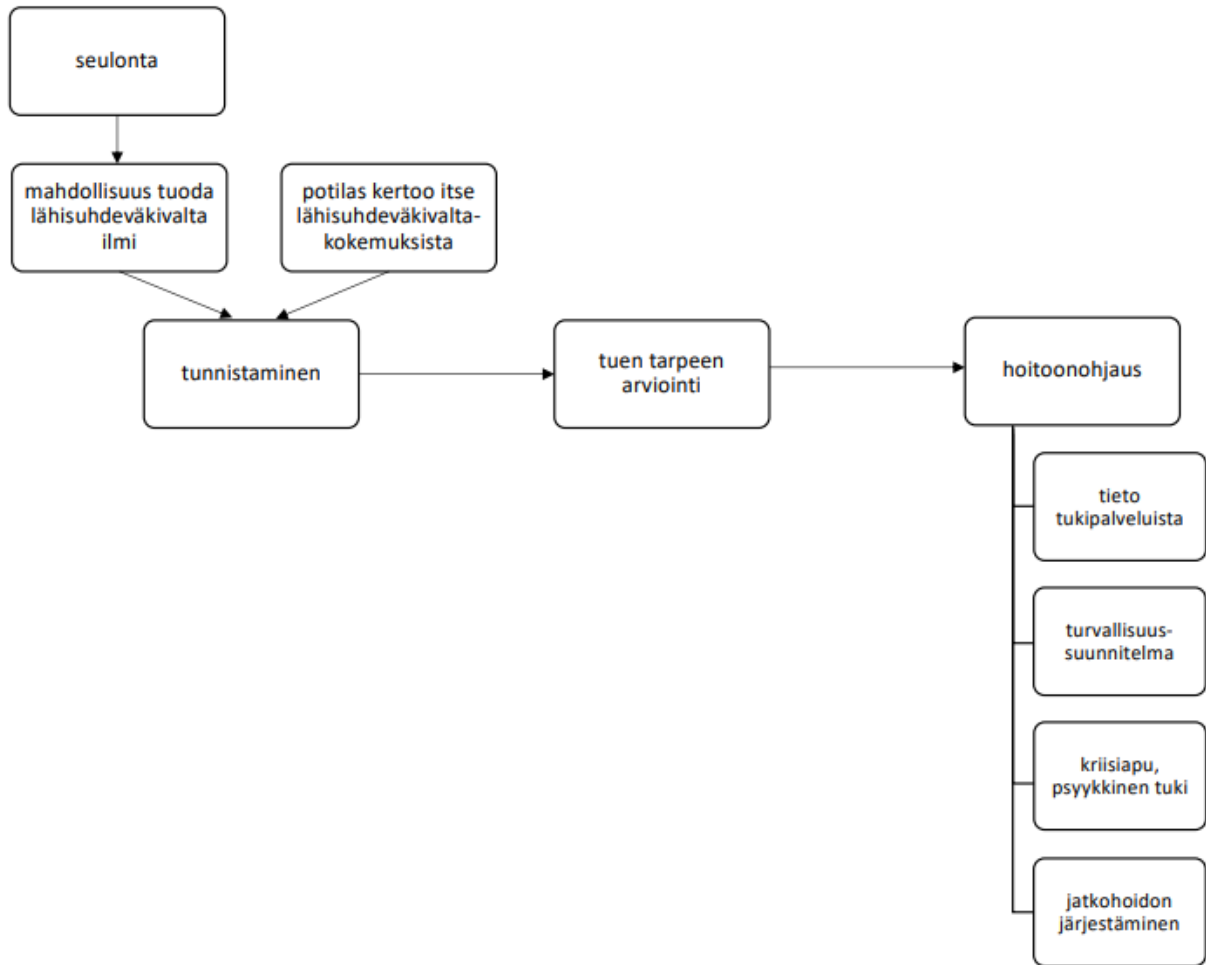 seulonta
mahdollisuus tuoda
lähisuhdeväkivalta
ilmi
potilas kertoo itse
lähisuhdeväkivalta-
kokemuksista
tunnistaminen
tuen tarpeen
arviointi
hoitoonohjaus
tieto
tukipalveluista
turvallisuus-
suunnitelma
kriisiapu,
psyykkinen tuki
jatkohoidon
järjestäminen